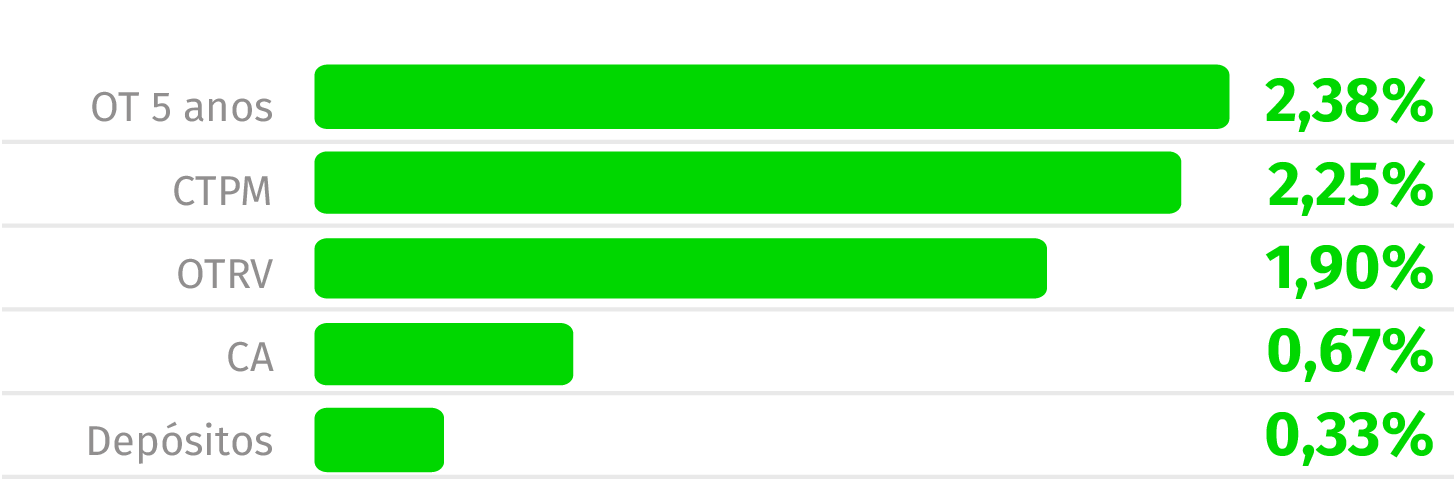 OT 5 anos 2,38%
CTPM 2,25%
OTRV 1,90%
CA 0,67%
Depósitos 0,33%